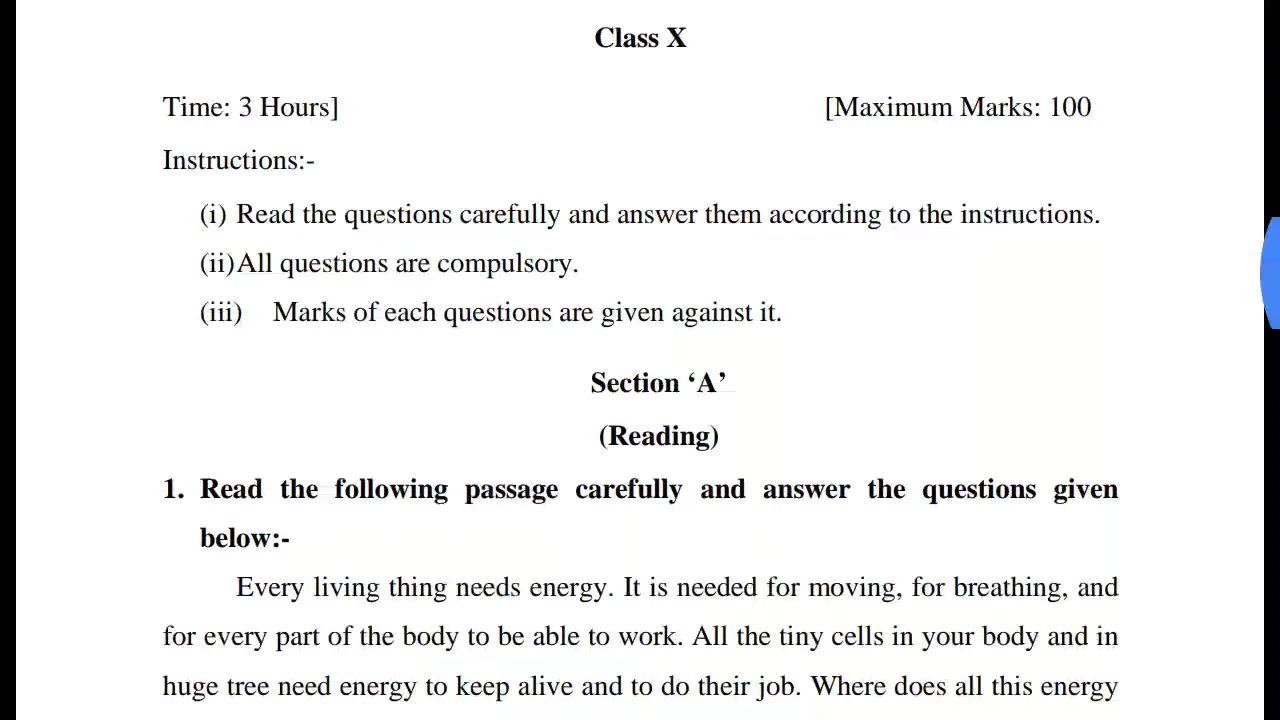 Class X
Time: 3 Hours] [Maximum Marks: 100
Instructions:-
(i) Read the questions carefully and answer them according to the instructions.
(ii)All questions are compulsory.
(iii) Marks of each questions are given against it.
Section ‘A’
(Reading)
1. Read the following passage carefully and answer the questions given
below:-
Every living thing needs energy. It is needed for moving, for breathing, and
for every part of the body to be able to work. All the tiny cells in your body and in
huge tree need energy to keep alive and to do their job. Where does all this energy